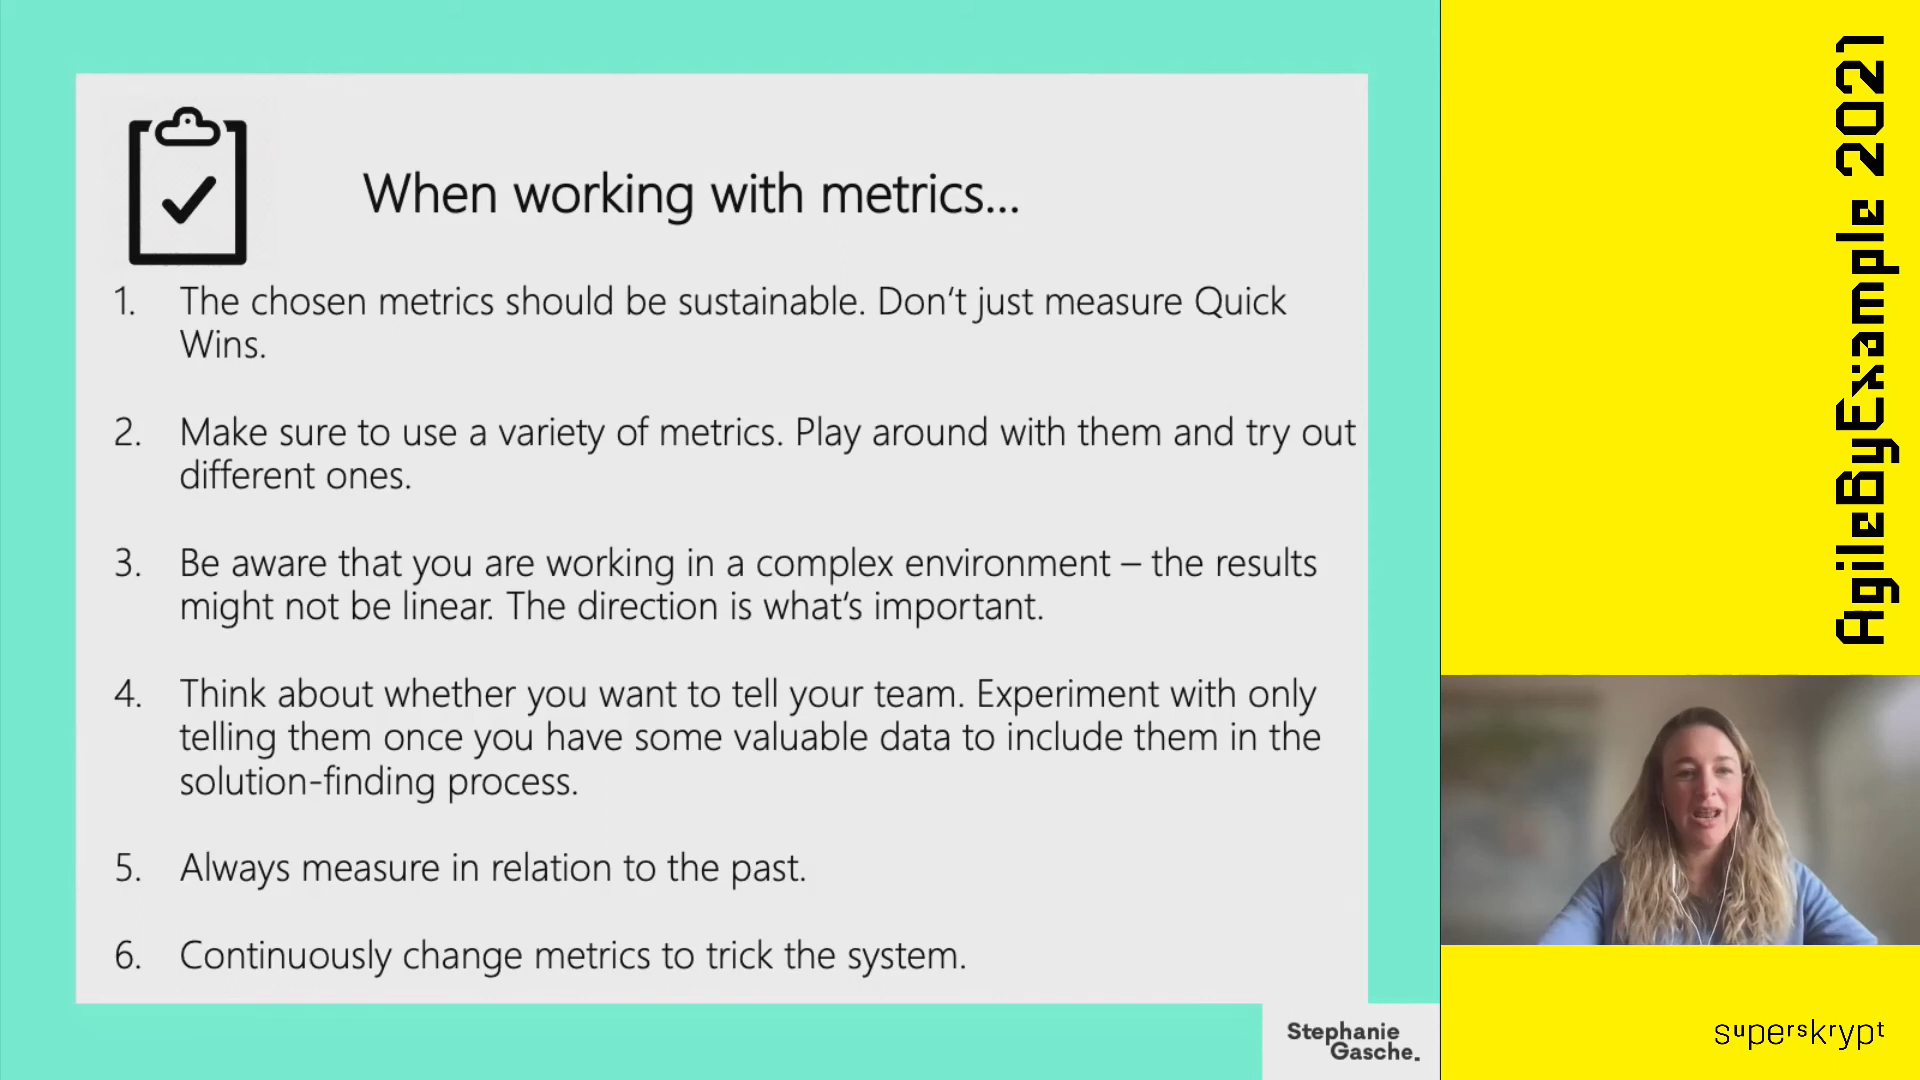 When working with metrics...
1. The chosen metrics should be sustainable. Don't just measure Quick
Wins.
2. Make sure to use a variety of metrics. Play around with them and try out
different ones.
3. Be aware that you are working in a complex environment – the results
might not be linear. The direction is what's important.
4. Think about whether you want to tell your team. Experiment with only
telling them once you have some valuable data to include them in the
solution-finding process.
5. Always measure in relation to the past.
6. Continuously change metrics to trick the system.
Stephanie
Gasche.
AgileByExample 2021
superskrypt